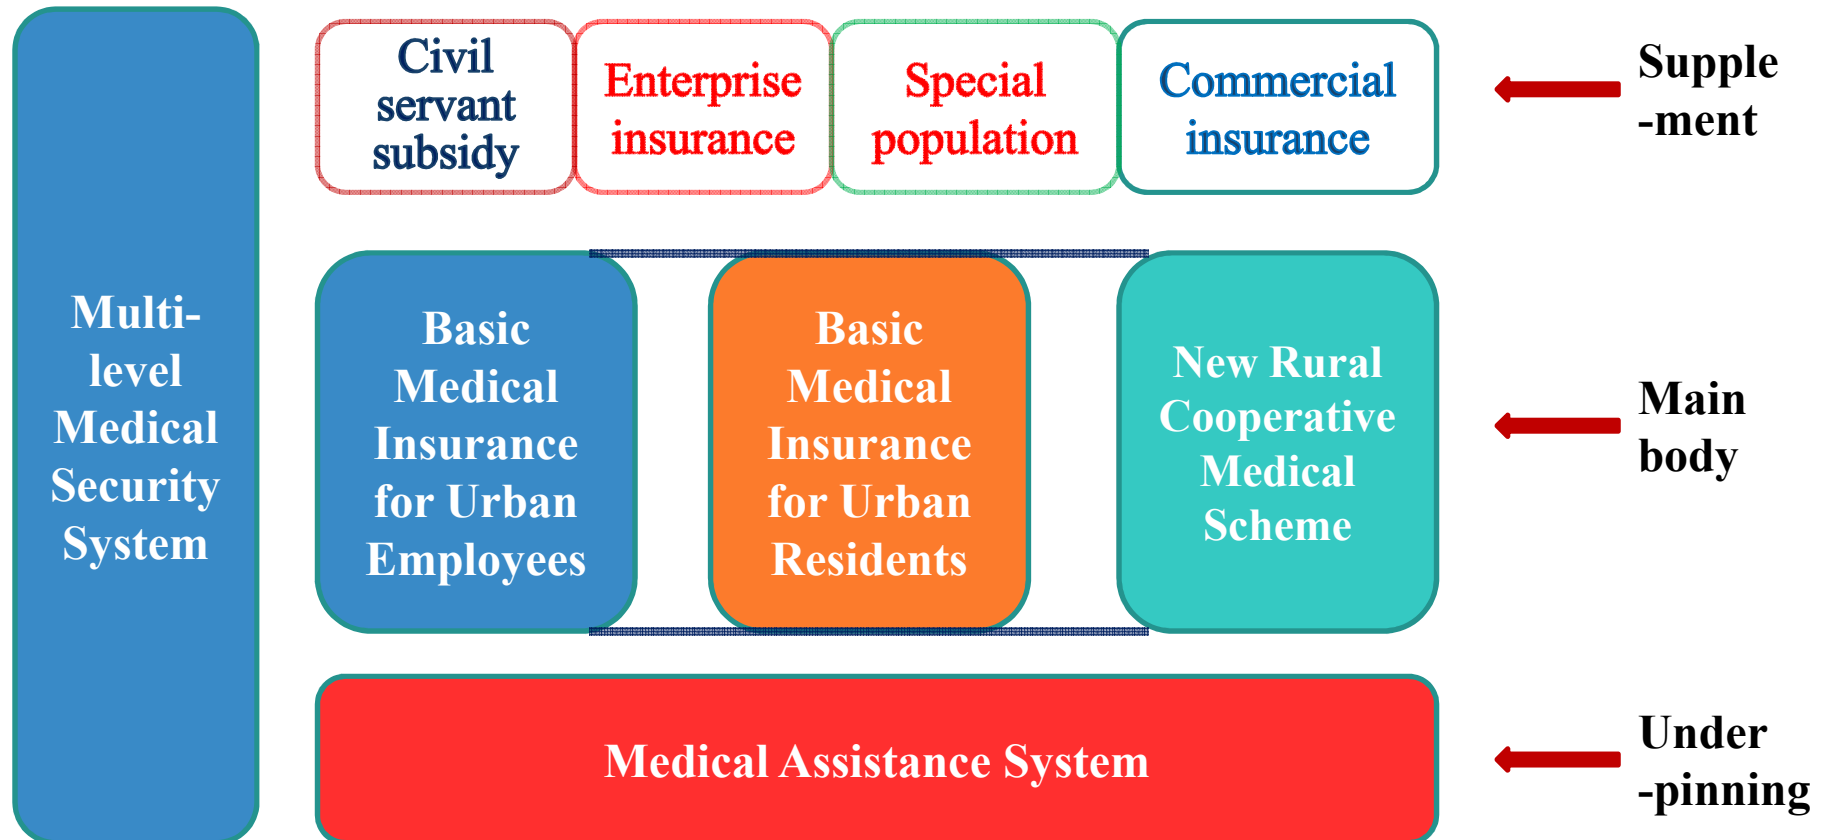 Multi-
level
Medical
Security
System
Civil
servant
subsidy
Enterprise
insurance
Special
population
Commercial
insurance
Supple
-ment
Basic
Medical
Insurance
for Urban
Employees
Basic
Medical
Insurance
for Urban
Residents
New Rural
Cooperative
Medical
Scheme
Main
body
Medical Assistance System
Under
-pinning